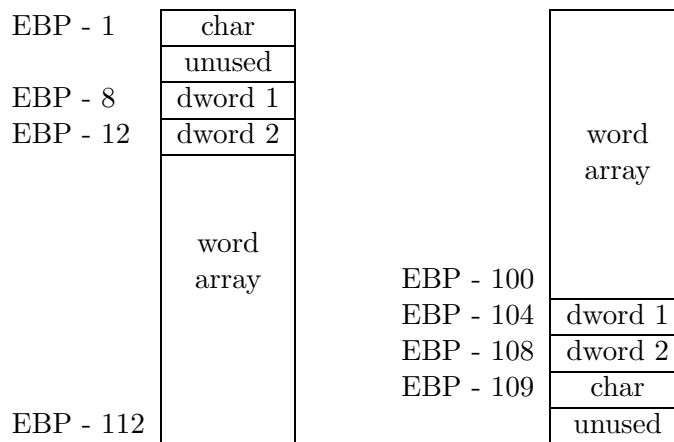 EBP - 1 char
unused
EBP - 8 dword 1
EBP - 12 dword 2
word
array
EBP - 112
word
array
EBP - 100
EBP - 104 dword 1
EBP - 108 dword 2
EBP - 109 char
unused